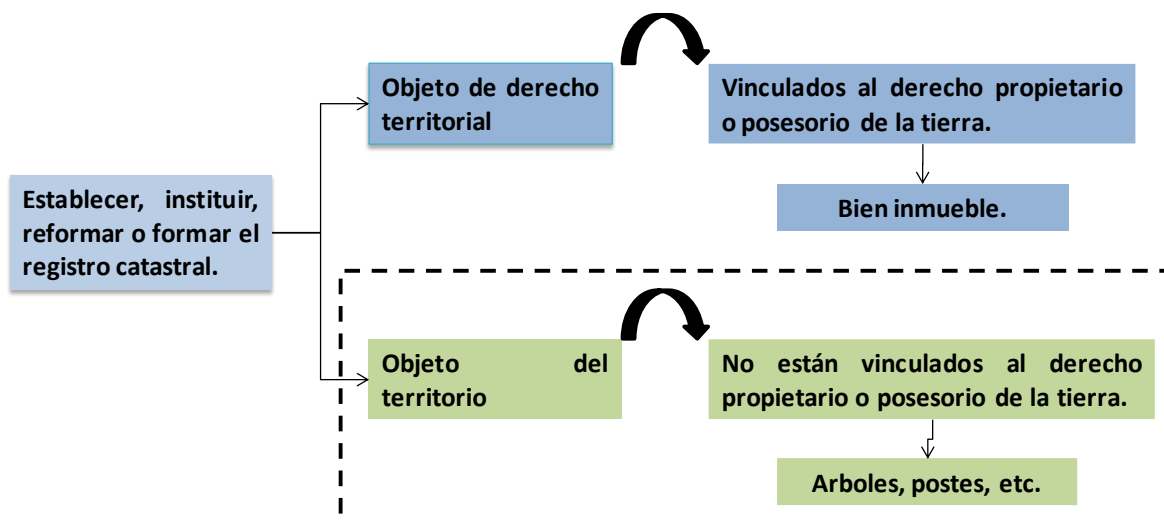 Objeto de derecho
territorial
Vinculados al derecho propietario
o posesorio de la tierra.
Bien inmueble.
Establecer, instituir,
reformar o formar el
registro catastral.
Objeto del
territorio
No están vinculados al derecho
propietario o posesorio de la tierra.
Arboles, postes, etc.